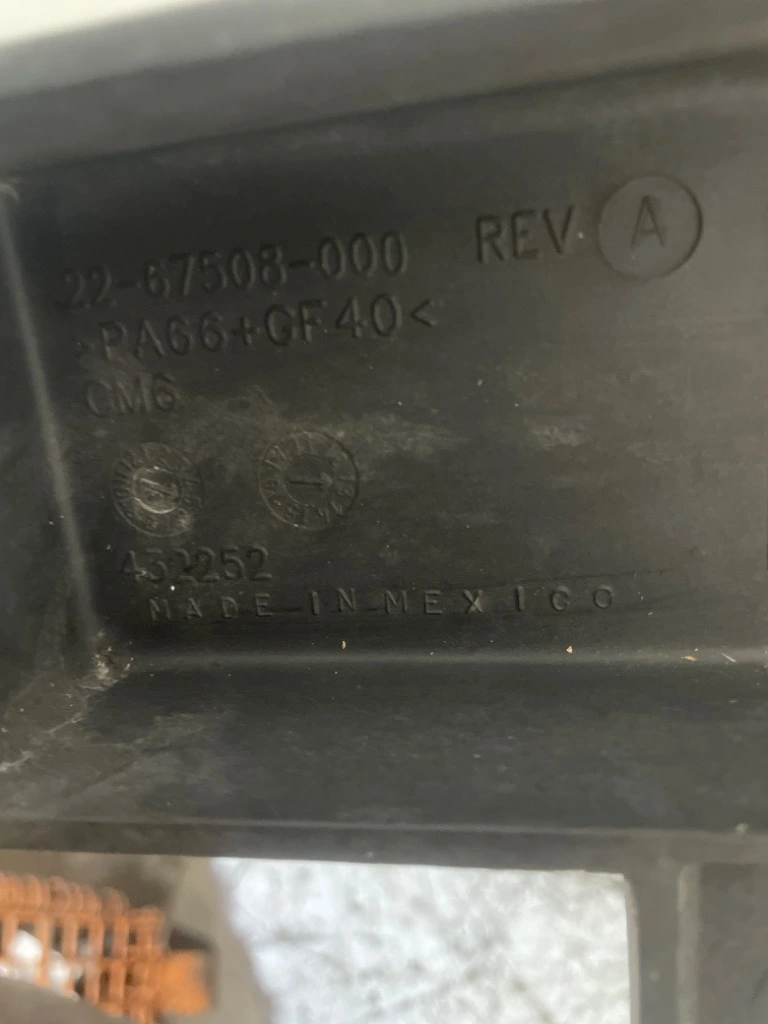 22-67508-000 REV A
>PA66+GF40<
CM6
432252
MADE IN MEXICO